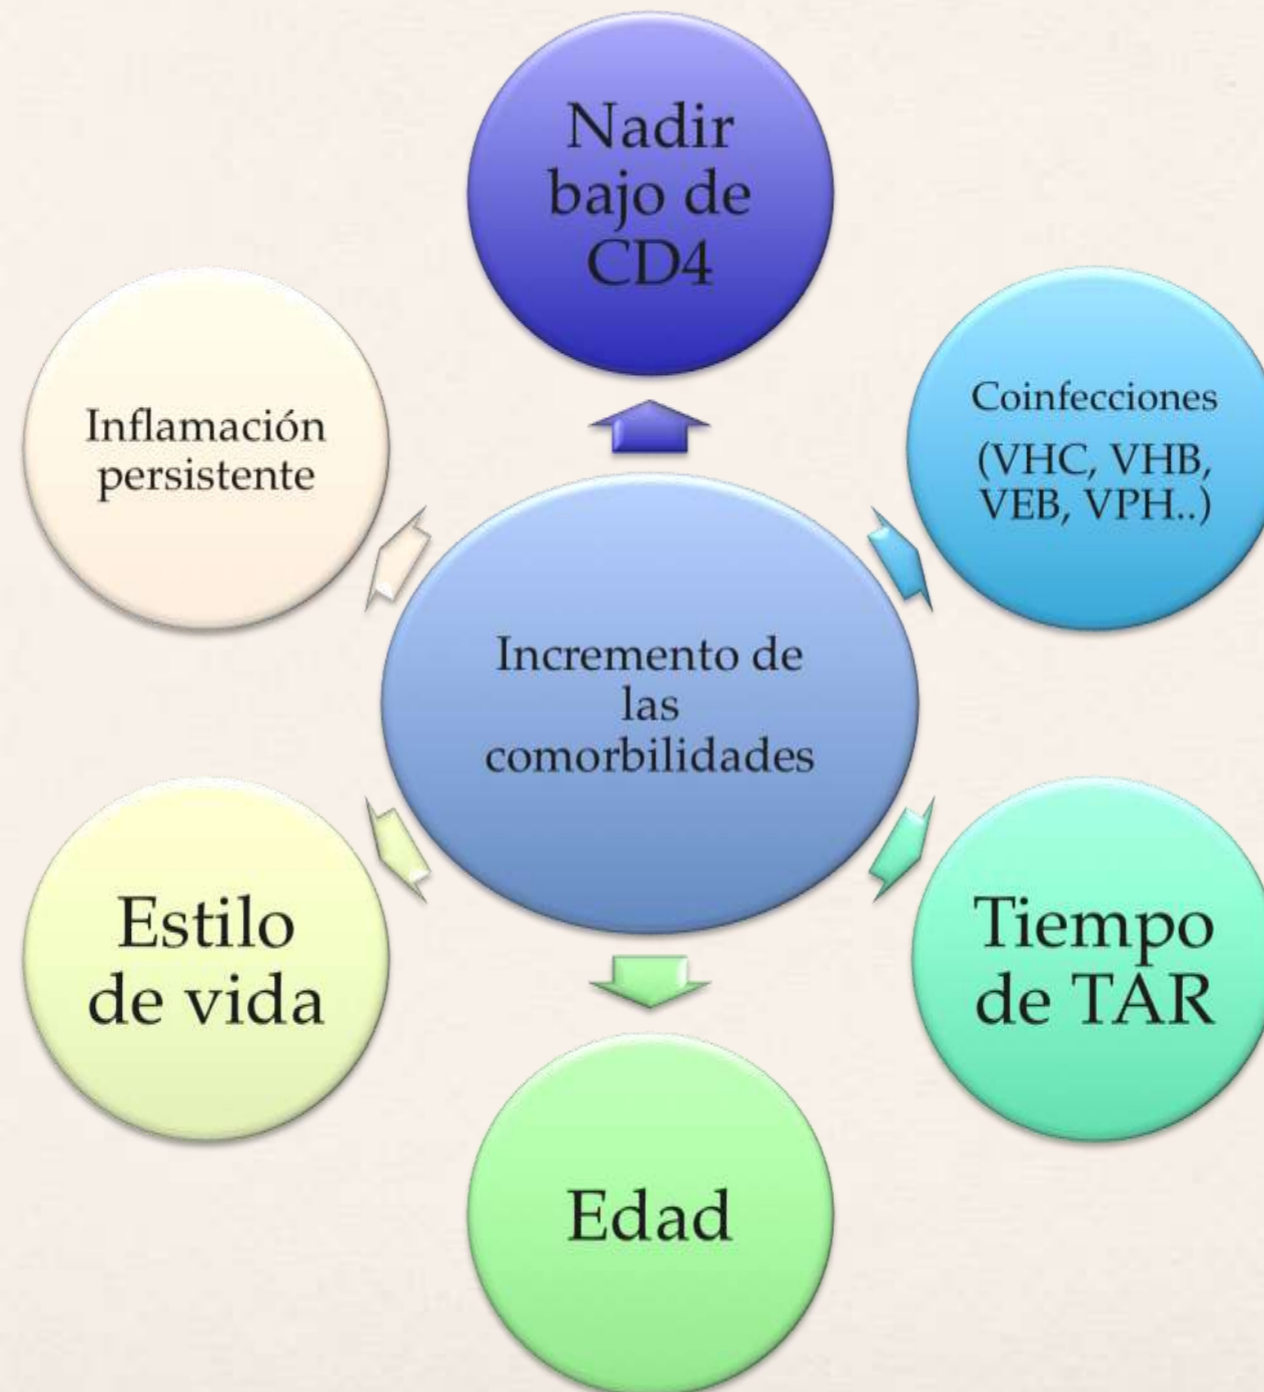 Nadir
bajo de
CD4
Coinfecciones
(VHC, VHB,
VEB, VPH..)
Tiempo
de TAR
Edad
Estilo
de vida
Inflamación
persistente
Incremento de
las
comorbilidades